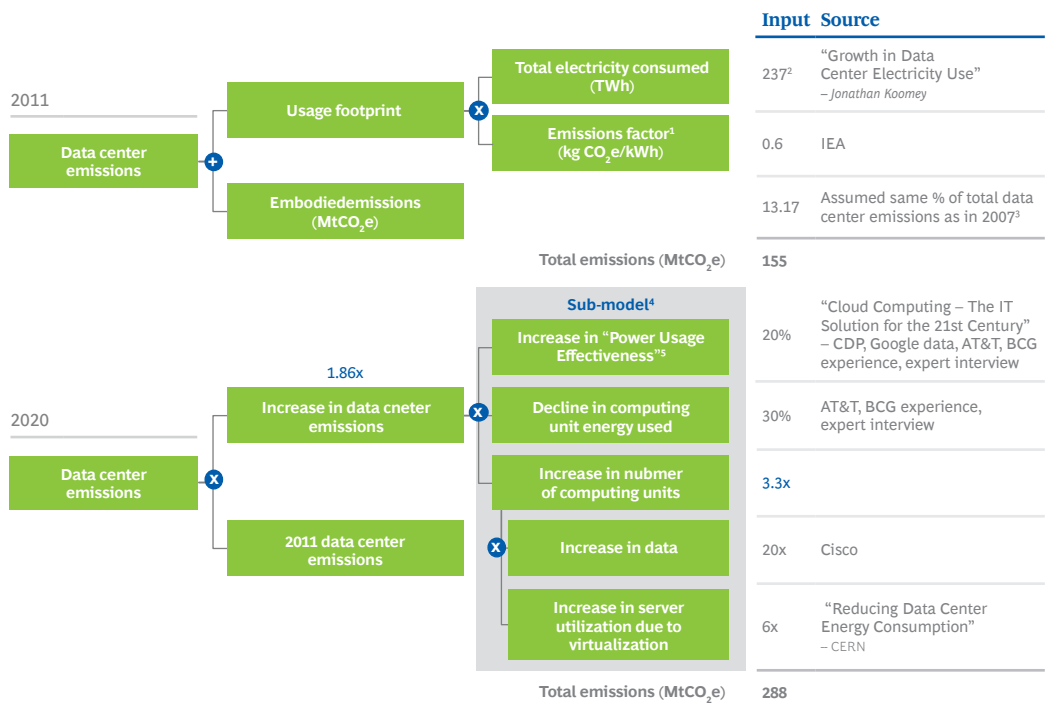 Input Source
2011
Data center
emissions
+
Usage footprint
x
Total electricity consumed
(TWh)
237²
“Growth in Data
Center Electricity Use”
– Jonathan Koomey
Emissions factor¹
(kg CO₂e/kWh)
0.6
IEA
Embodiedemissions
(MtCO₂e)
13.17
Assumed same % of total data
center emissions as in 2007³
Total emissions (MtCO₂e)
155
2020
Data center
emissions
x
1.86x
Increase in data cneter
emissions
x
2011 data center
emissions
Sub-model⁴
Increase in “Power Usage
Effectiveness”⁵
20%
“Cloud Computing – The IT
Solution for the 21st Century”
– CDP, Google data, AT&T, BCG
experience, expert interview
Decline in computing
unit energy used
30%
AT&T, BCG experience,
expert interview
Increase in nubmer
of computing units
3.3x
x
Increase in data
20x
Cisco
Increase in server
utilization due to
virtualization
6x
“Reducing Data Center
Energy Consumption”
– CERN
Total emissions (MtCO₂e)
288